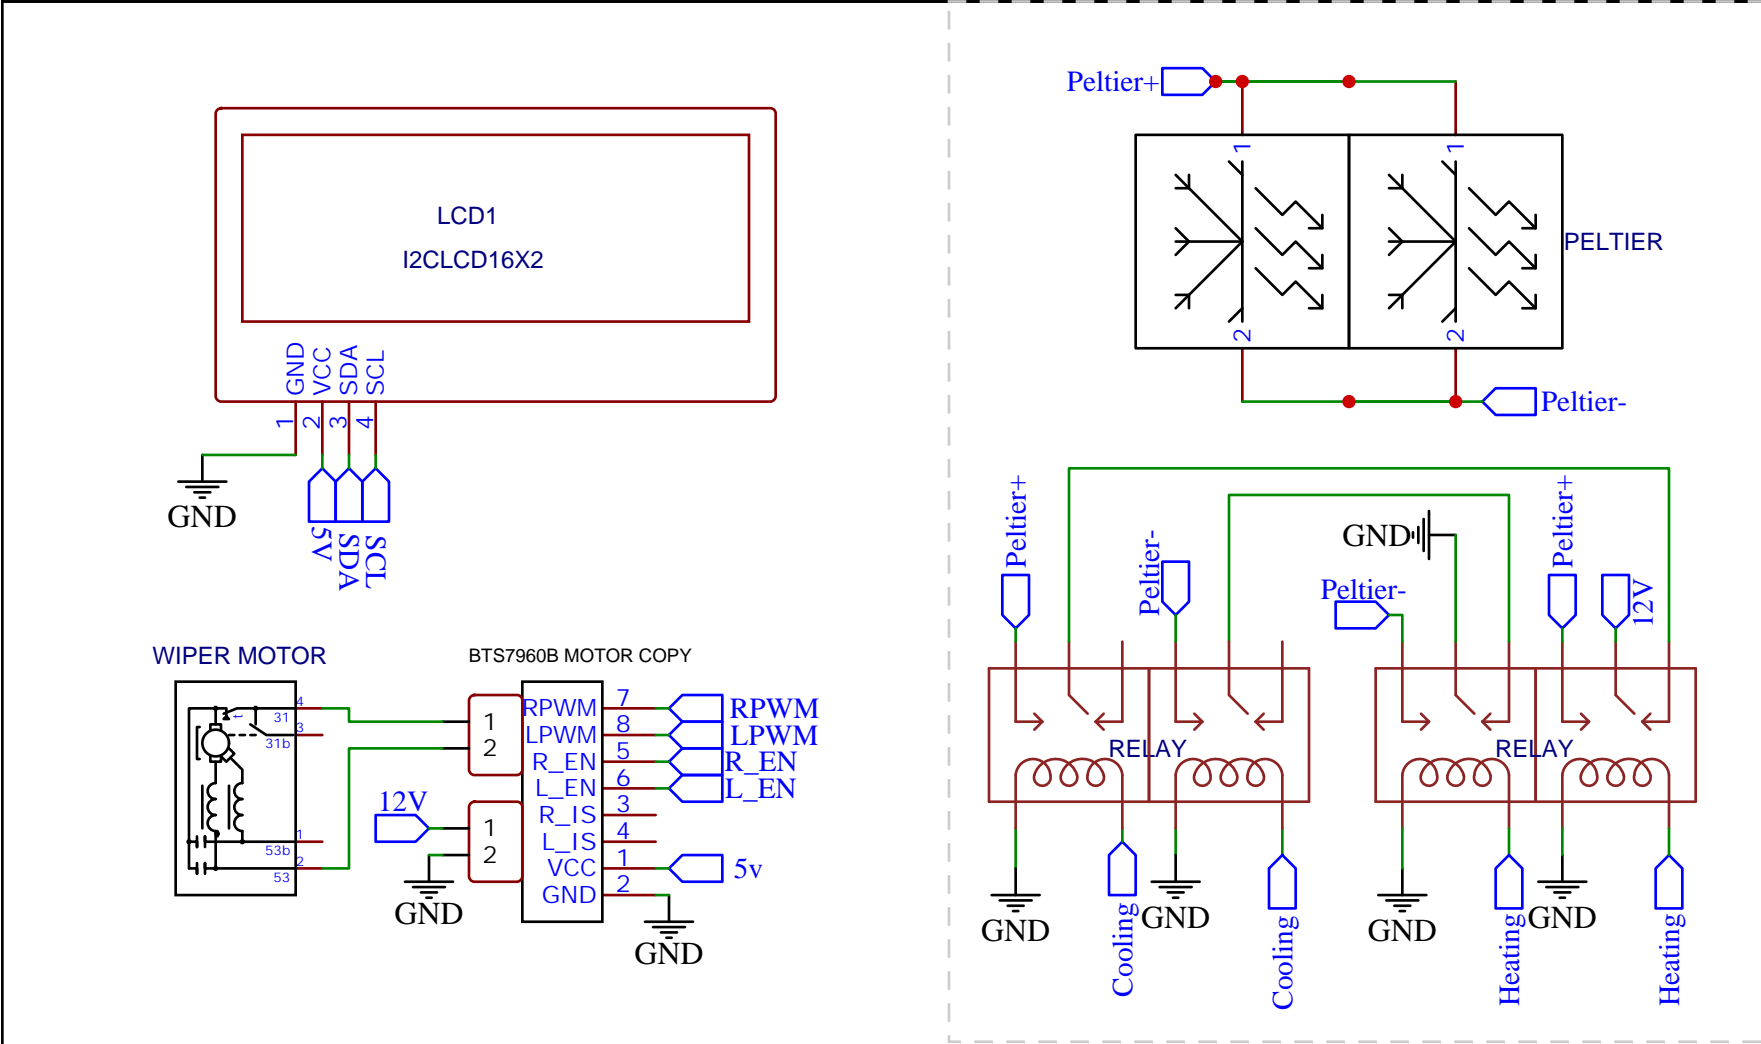 LCD1
I2CLCD16X2
GND
VCC
SDA
SCL
1
2
3
4
GND
5V
SDA
SCL
WIPER MOTOR
4
31
3
31b
t
1
53b
2
53
BTS7960B MOTOR COPY
1
2
12V
1
2
GND
RPWM 7 RPWM
LPWM 8 LPWM
R_EN 5 R_EN
L_EN 6 L_EN
R_IS 3
L_IS 4
VCC 1 5v
GND 2
GND
Peltier+
1
1
PELTIER
2
2
Peltier-
Peltier+
Peltier-
GND
Peltier-
Peltier+
12V
RELAY
RELAY
GND
Cooling
GND
Cooling
GND
Heating
GND
Heating